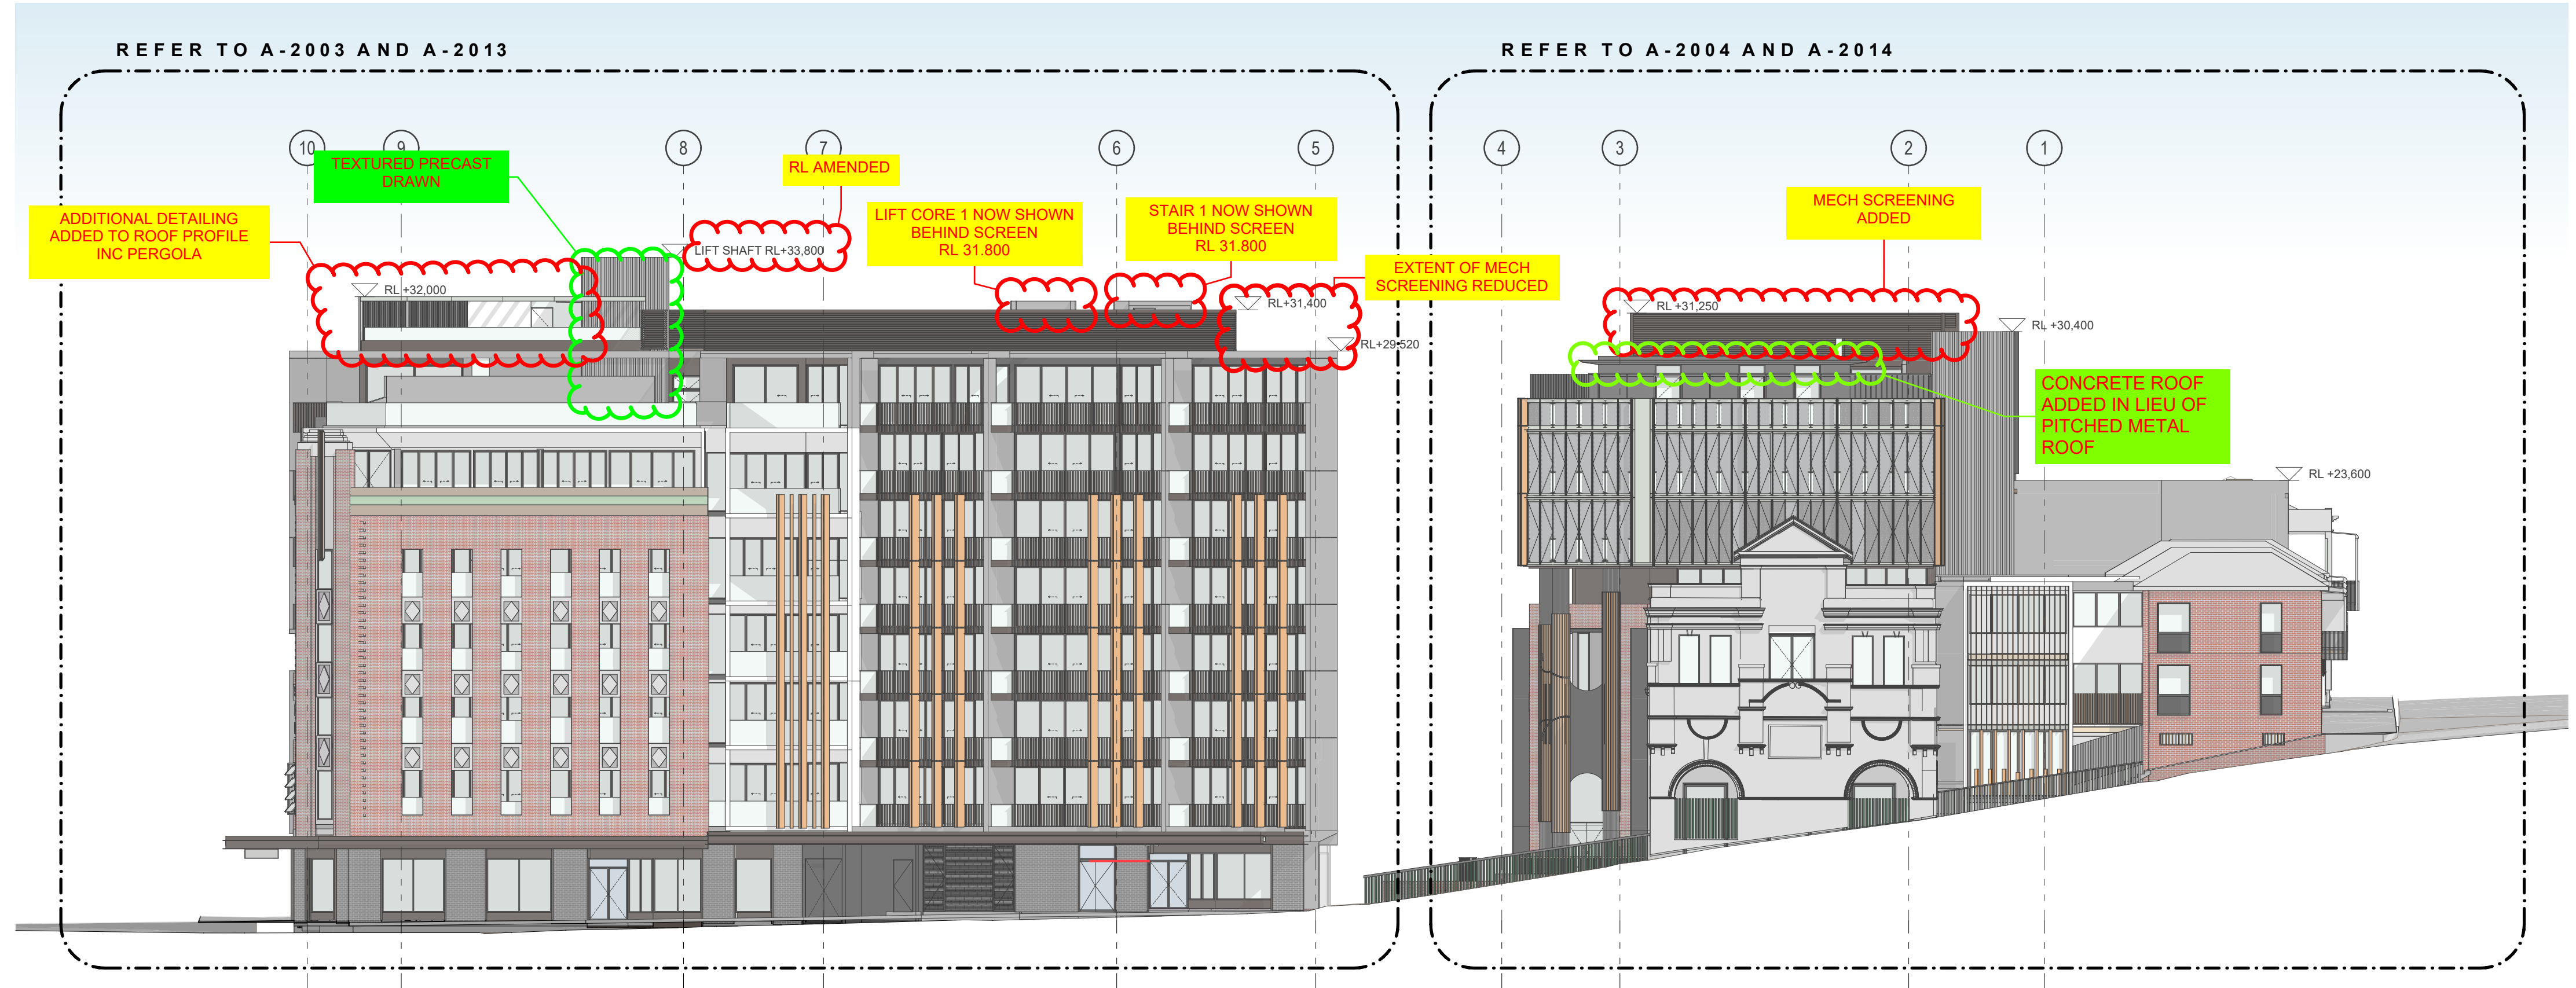 REFER TO A-2003 AND A-2013
REFER TO A-2004 AND A-2014
10
9
8
7
6
5
4
3
2
1
TEXTURED PRECAST
DRAWN
RL AMENDED
ADDITIONAL DETAILING
ADDED TO ROOF PROFILE
INC PERGOLA
LIFT CORE 1 NOW SHOWN
BEHIND SCREEN
RL 31.800
STAIR 1 NOW SHOWN
BEHIND SCREEN
RL 31.800
MECH SCREENING
ADDED
LIFT SHAFT RL+33,800
EXTENT OF MECH
SCREENING REDUCED
RL +32,000
RL+31,400
RL +31,250
RL +30,400
RL+29,520
CONCRETE ROOF
ADDED IN LIEU OF
PITCHED METAL
ROOF
RL +23,600